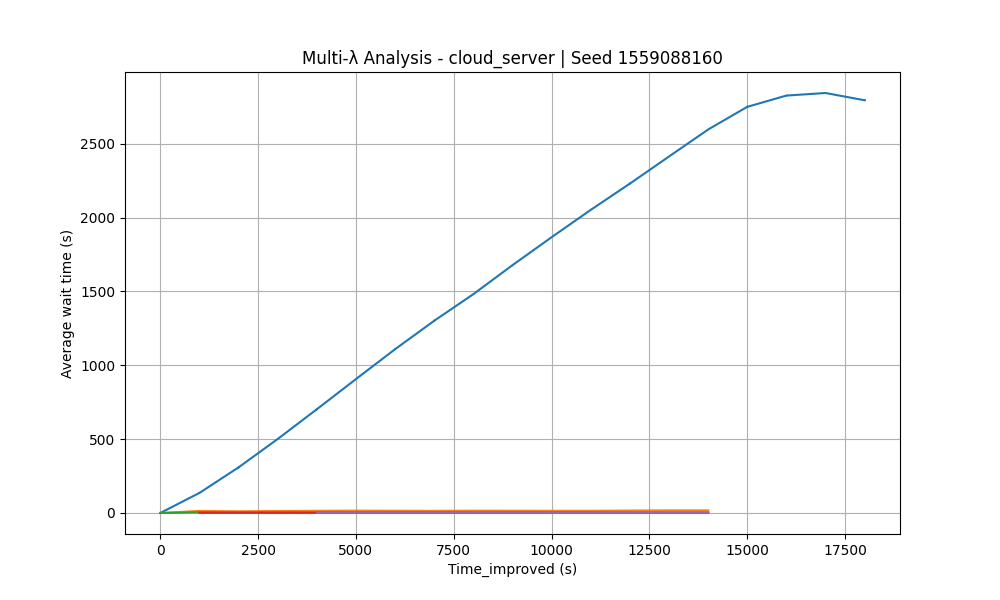 Multi-λ Analysis - cloud_server | Seed 1559088160
Average wait time (s)
2500
2000
1500
1000
500
0
0 2500 5000 7500 10000 12500 15000 17500
Time_improved (s)